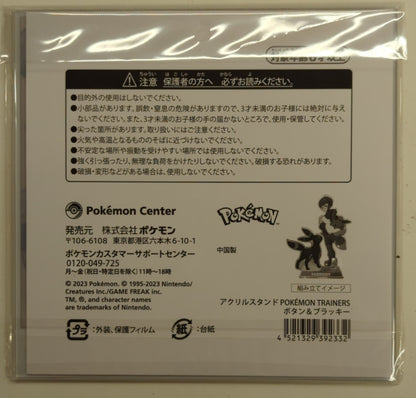 対象年齢6才以上
注意 保護者の方へ 必ずお読みください。
●目的外の使用はしないでください。
●小部品があります。誤飲・窒息の危険がありますので、3才未満のお子様には絶対に与え
ないでください。また、3才未満のお子様の手の届かないところで、使用・保管してください。
●尖った箇所があります。取り扱いにはご注意ください。
●火気や高温となるもののそばに近づけないでください。
●不安定な場所や振動を受けやすい場所では使用しないでください。
●強く引っ張ったり、無理な負荷をかけたりしないでください。破損する恐れがあります。
●破損・変形などがある場合は、使用しないでください。
Pokémon Center
POKÉMON
発売元 株式会社ポケモン
〒106-6108 東京都港区六本木6-10-1
中国製
ポケモンカスタマーサポートセンター
0120-049-725
月〜金(祝日・特定日を除く)11時〜18時
組み立てイメージ
© 2023 Pokémon. © 1995-2023 Nintendo/
Creatures Inc./GAME FREAK inc.
TM, ®, and character names
are trademarks of Nintendo.
アクリルスタンド POKÉMON TRAINERS
ボタン&ブラッキー
プラ :外装、保護フィルム 紙 :台紙
4 521329 392332